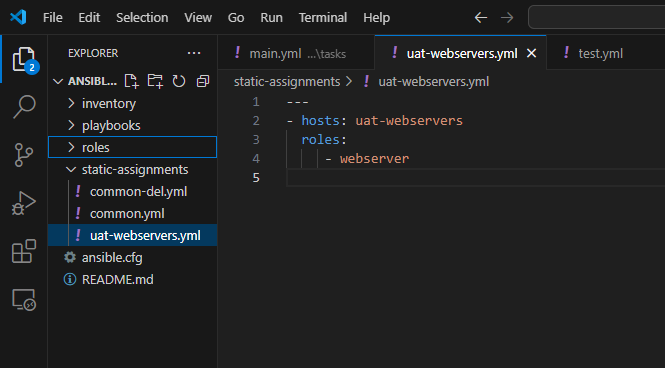 File Edit Selection View Go Run Terminal Help
EXPLORER ···
2
ANSIBL...
inventory
playbooks
roles
static-assignments
! common-del.yml
! common.yml
! uat-webservers.yml
ansible.cfg
README.md
! main.yml ...\tasks
! uat-webservers.yml
! test.yml
static-assignments > ! uat-webservers.yml
1 ---
2 - hosts: uat-webservers
3 roles:
4 - webserver
5